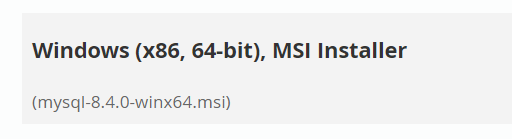 Windows (x86, 64-bit), MSI Installer
(mysql-8.4.0-winx64.msi)